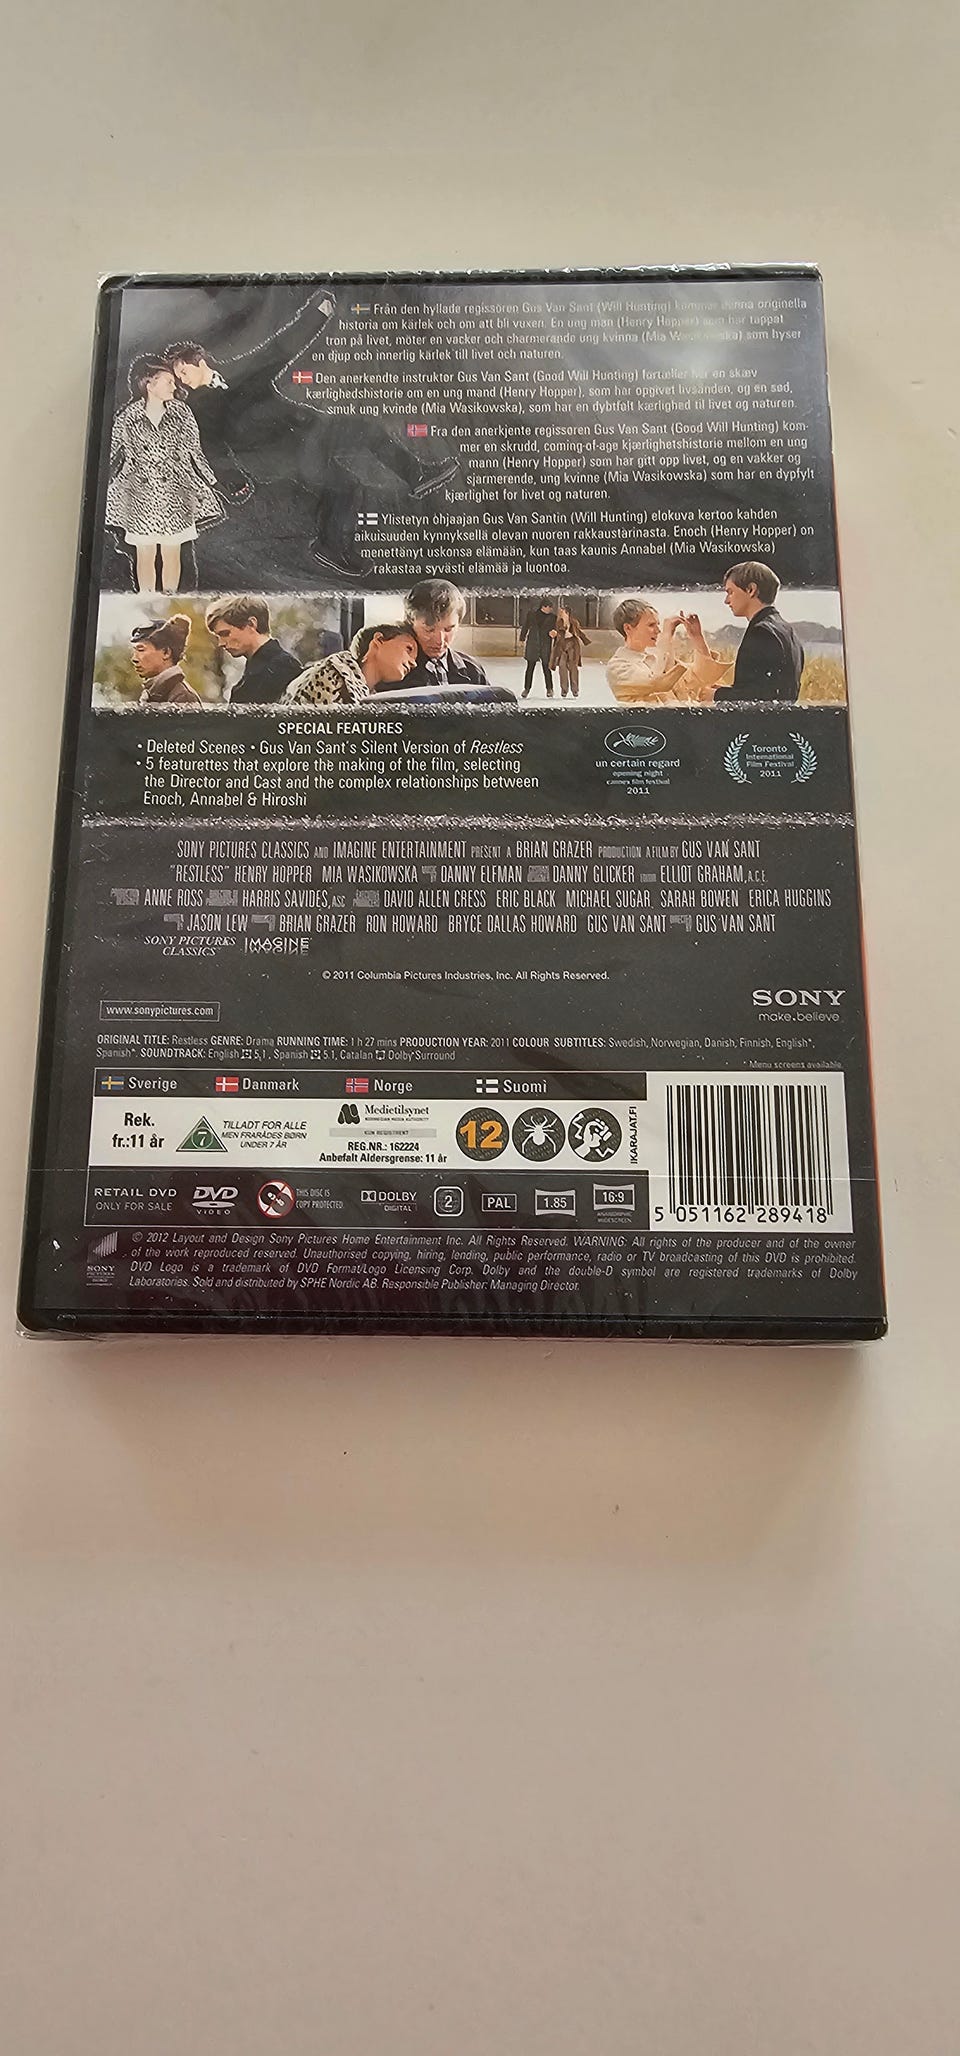 Från den hyllade regissören Gus Van Sant (Will Hunting) kommer denna originella
historia om kärlek och om att bli vuxen. En ung man (Henry Hopper) som har tappat
tron på livet, möter en vacker och charmerande ung kvinna (Mia Wasikowska) som hyser
en djup och innerlig kärlek till livet och naturen.
Den anerkendte instruktør Gus Van Sant (Good Will Hunting) fortæller her en skæv
kærlighedshistorie om en ung mand (Henry Hopper), som har opgivet livsånden, og en sød,
smuk ung kvinde (Mia Wasikowska), som har en dybtfølt kærlighed til livet og naturen.
Fra den anerkjente regissøren Gus Van Sant (Good Will Hunting) kom-
mer en skrudd, coming-of-age kjærlighetshistorie mellom en ung
mann (Henry Hopper) som har gitt opp livet, og en vakker og
sjarmerende, ung kvinne (Mia Wasikowska) som har en dypfylt
kjærlighet for livet og naturen.
Ylistetyn ohjaajan Gus Van Santin (Will Hunting) elokuva kertoo kahden
aikuisuuden kynnyksellä olevan nuoren rakkaustarinasta. Enoch (Henry Hopper) on
menettänyt uskonsa elämään, kun taas kaunis Annabel (Mia Wasikowska)
rakastaa syvästi elämää ja luontoa.
SPECIAL FEATURES
• Deleted Scenes • Gus Van Sant's Silent Version of Restless
• 5 featurettes that explore the making of the film, selecting
the Director and Cast and the complex relationships between
Enoch, Annabel & Hiroshi
un certain regard
opening night
cannes film festival
2011
Toronto
International
Film Festival
2011
SONY PICTURES CLASSICS AND IMAGINE ENTERTAINMENT PRESENT A BRIAN GRAZER PRODUCTION A FILM BY GUS VAN SANT
"RESTLESS" HENRY HOPPER MIA WASIKOWSKA DANNY ELFMAN DANNY GLICKER EDITOR ELLIOT GRAHAM, A.C.E.
ANNE ROSS HARRIS SAVIDES, ASC DAVID ALLEN CRESS ERIC BLACK MICHAEL SUGAR SARAH BOWEN ERICA HUGGINS
JASON LEW BRIAN GRAZER RON HOWARD BRYCE DALLAS HOWARD GUS VAN SANT GUS VAN SANT
SONY PICTURES
CLASSICS
IMAGINE
© 2011 Columbia Pictures Industries, Inc. All Rights Reserved.
www.sonypictures.com
SONY
make.believe
ORIGINAL TITLE: Restless GENRE: Drama RUNNING TIME: 1 h 27 mins PRODUCTION YEAR: 2011 COLOUR SUBTITLES: Swedish, Norwegian, Danish, Finnish, English*,
Spanish*. SOUNDTRACK: English 5.1, Spanish 5.1, Catalan Dolby Surround
* Menu screens available.
Sverige Danmark Norge Suomi
Rek.
fr.:11 år
7
TILLADT FOR ALLE
MEN FRARÅDES BØRN
UNDER 7 ÅR
Medietilsynet
NORWEGIAN MEDIA AUTHORITY
KUN REGISTRERT
REG.NR.: 162224
Anbefalt Aldersgrense: 11 år
12
IKARAJAT.FI
RETAIL DVD
ONLY FOR SALE
DVD
VIDEO
THIS DISC IS
COPY PROTECTED
DOLBY
DIGITAL
2
PAL
1.85
16:9
ANAMORPHIC
WIDESCREEN
5 051162 289418
SONY
PICTURES
© 2012 Layout and Design Sony Pictures Home Entertainment Inc. All Rights Reserved. WARNING: All rights of the producer and of the owner
of the work reproduced reserved. Unauthorised copying, hiring, lending, public performance, radio or TV broadcasting of this DVD is prohibited.
DVD Logo is a trademark of DVD Format/Logo Licensing Corp. Dolby and the double-D symbol are registered trademarks of Dolby
Laboratories. Sold and distributed by SPHE Nordic AB. Responsible Publisher: Managing Director.